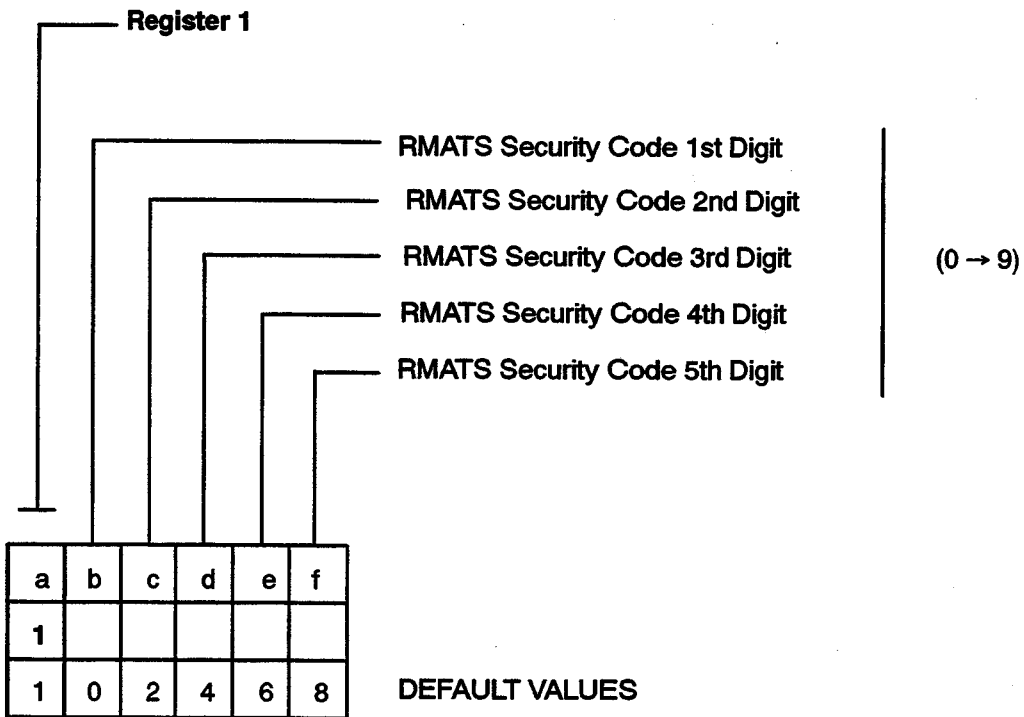 Register 1
RMATS Security Code 1st Digit
RMATS Security Code 2nd Digit
RMATS Security Code 3rd Digit
(0 → 9)
RMATS Security Code 4th Digit
RMATS Security Code 5th Digit
a b c d e f
1
1 0 2 4 6 8 DEFAULT VALUES